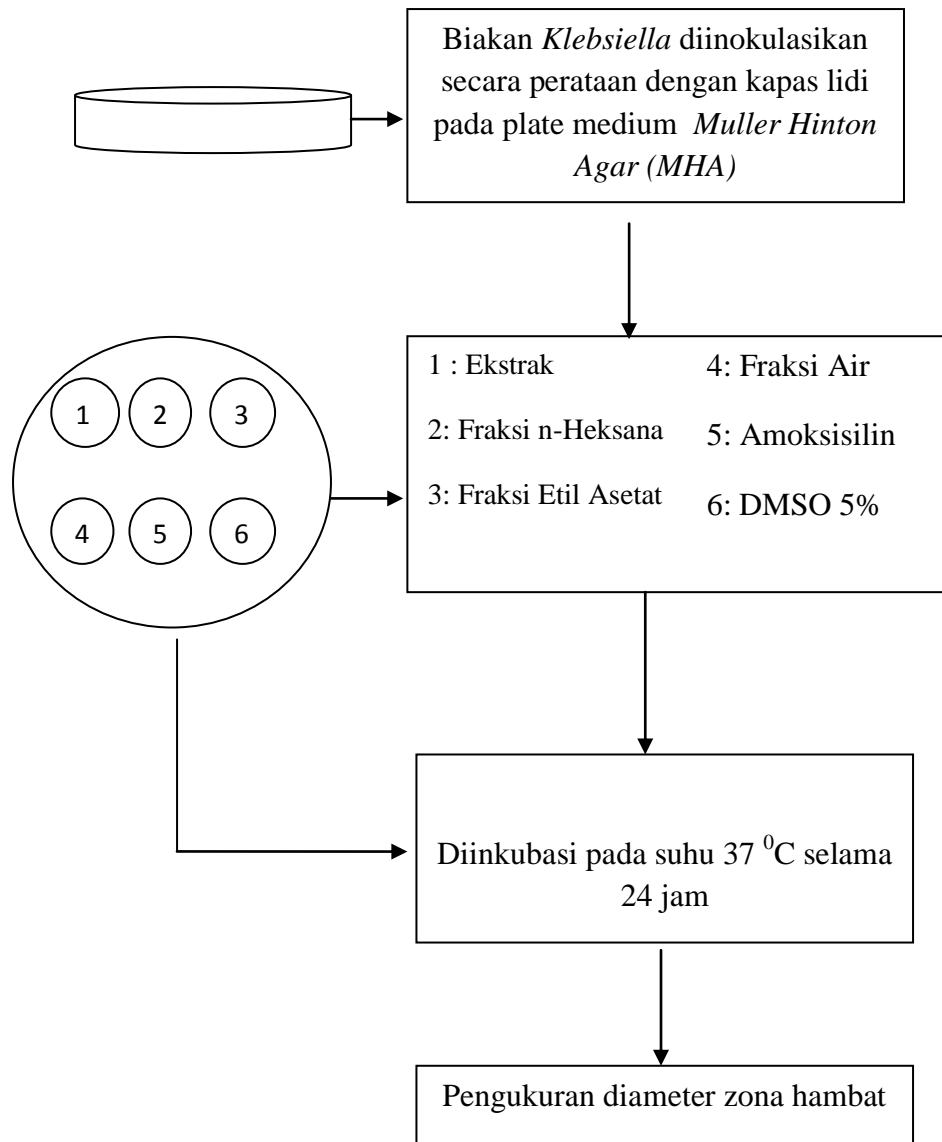 Biakan Klebsiella diinokulasikan
secara perataan dengan kapas lidi
pada plate medium Muller Hinton
Agar (MHA)
1 2 3
4 5 6
1 : Ekstrak
2: Fraksi n-Heksana
3: Fraksi Etil Asetat
4: Fraksi Air
5: Amoksisilin
6: DMSO 5%
Diinkubasi pada suhu 37 ⁰C selama
24 jam
Pengukuran diameter zona hambat